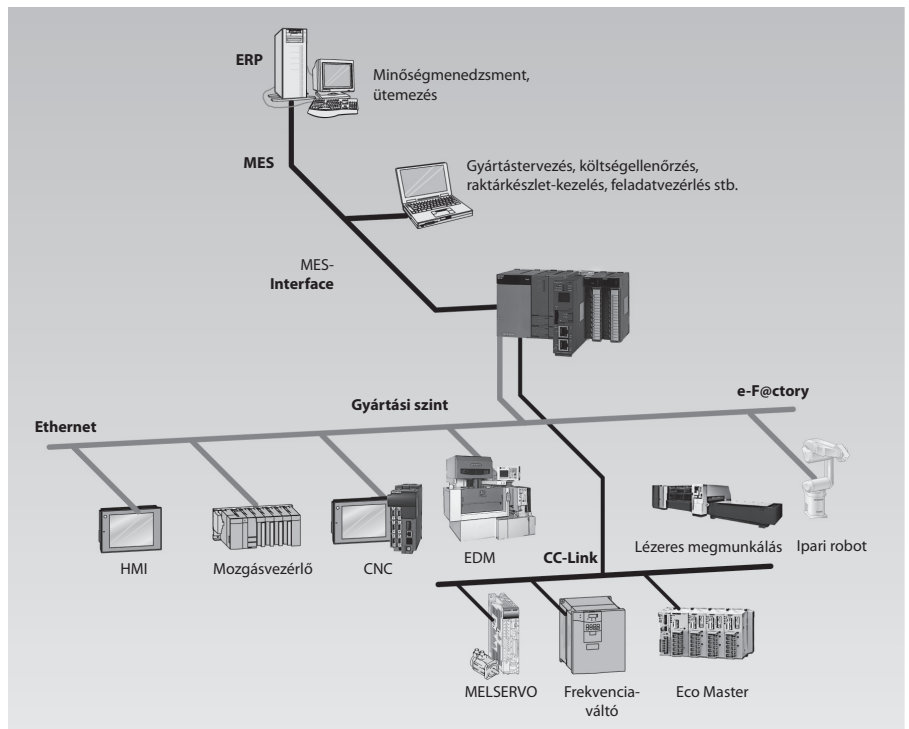 ERP
Minőségmenedzsment,
ütemezés
MES
Gyártástervezés, költségellenőrzés,
raktárkészlet-kezelés, feladatvezérlés stb.
MES-
Interface
e-F@ctory
Gyártási szint
Ethernet
HMI
Mozgásvezérlő
CNC
EDM
CC-Link
Lézeres megmunkálás
Ipari robot
MELSERVO
Frekvencia-
váltó
Eco Master